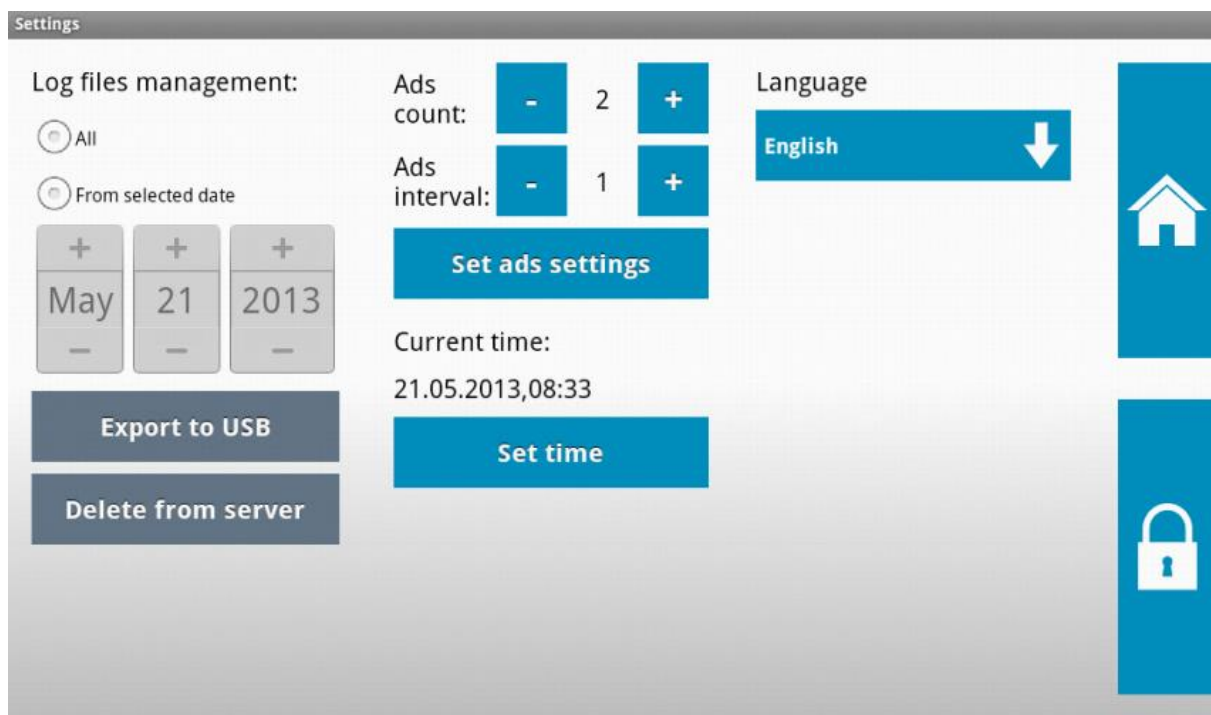 Settings
Log files management:
All
From selected date
+ + +
May 21 2013
− − −
Export to USB
Delete from server
Ads
count:
- 2 +
Ads
interval:
- 1 +
Set ads settings
Current time:
21.05.2013,08:33
Set time
Language
English